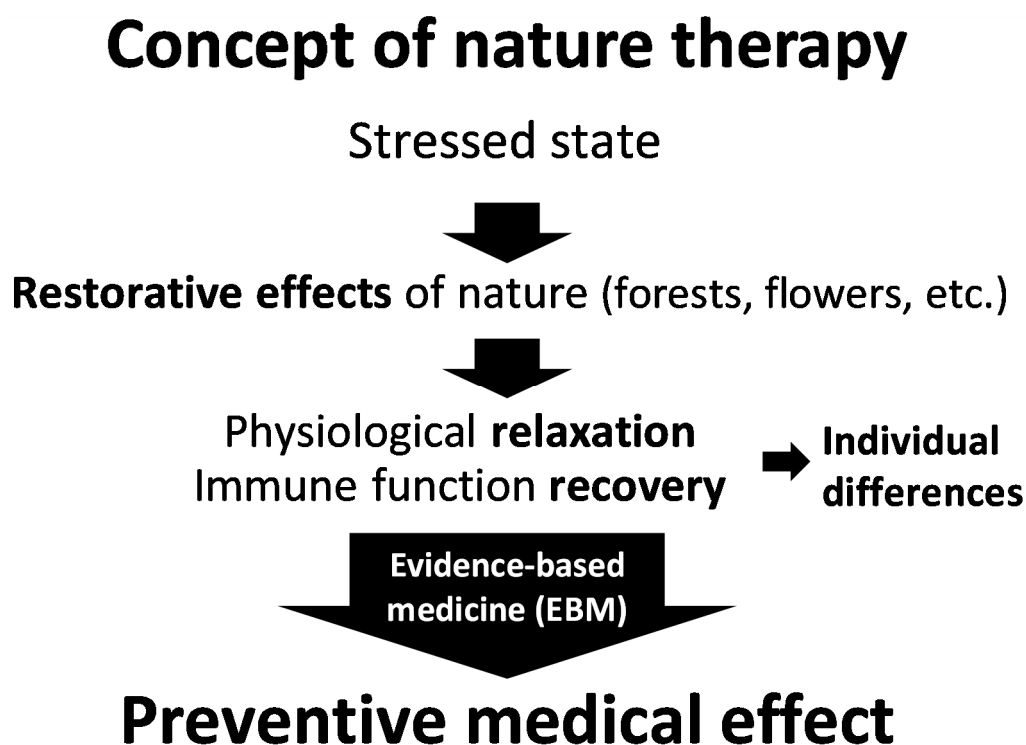 Concept of nature therapy
Stressed state
Restorative effects of nature (forests, flowers, etc.)
Physiological relaxation
Immune function recovery
Individual
differences
Evidence-based
medicine (EBM)
Preventive medical effect